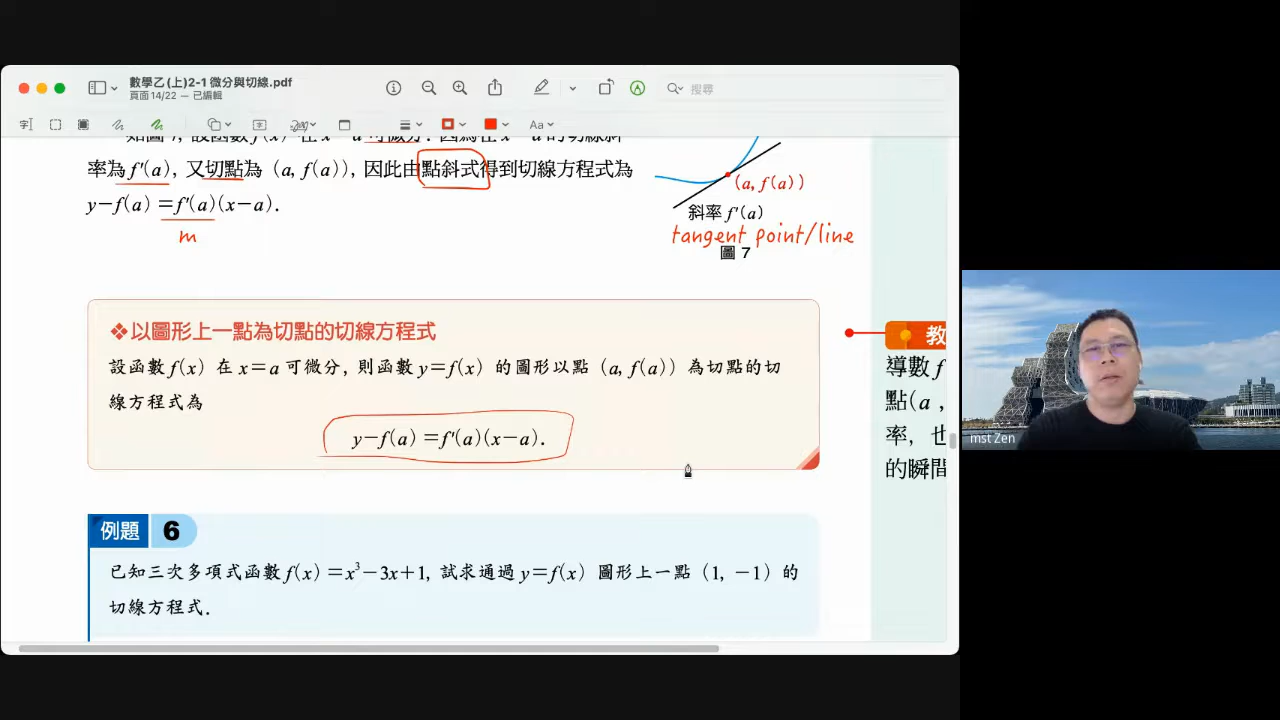 數學乙(上)2-1 微分與切線.pdf
頁面14/22 — 已編輯
搜尋
Aa
率為 f'(a), 又切點為 (a, f(a)), 因此由點斜式得到切線方程式為
y−f(a)=f'(a)(x−a).
m
(a, f(a))
斜率 f'(a)
tangent point/line
圖 7
❖以圖形上一點為切點的切線方程式
設函數 f(x) 在 x=a 可微分, 則函數 y=f(x) 的圖形以點 (a, f(a)) 為切點的切
線方程式為
y−f(a)=f'(a)(x−a).
教
導數 f
點(a ,
率, 也
的瞬間
mst Zen
例題 6
已知三次多項式函數 f(x)=x³−3x+1, 試求通過 y=f(x) 圖形上一點 (1, −1) 的
切線方程式.